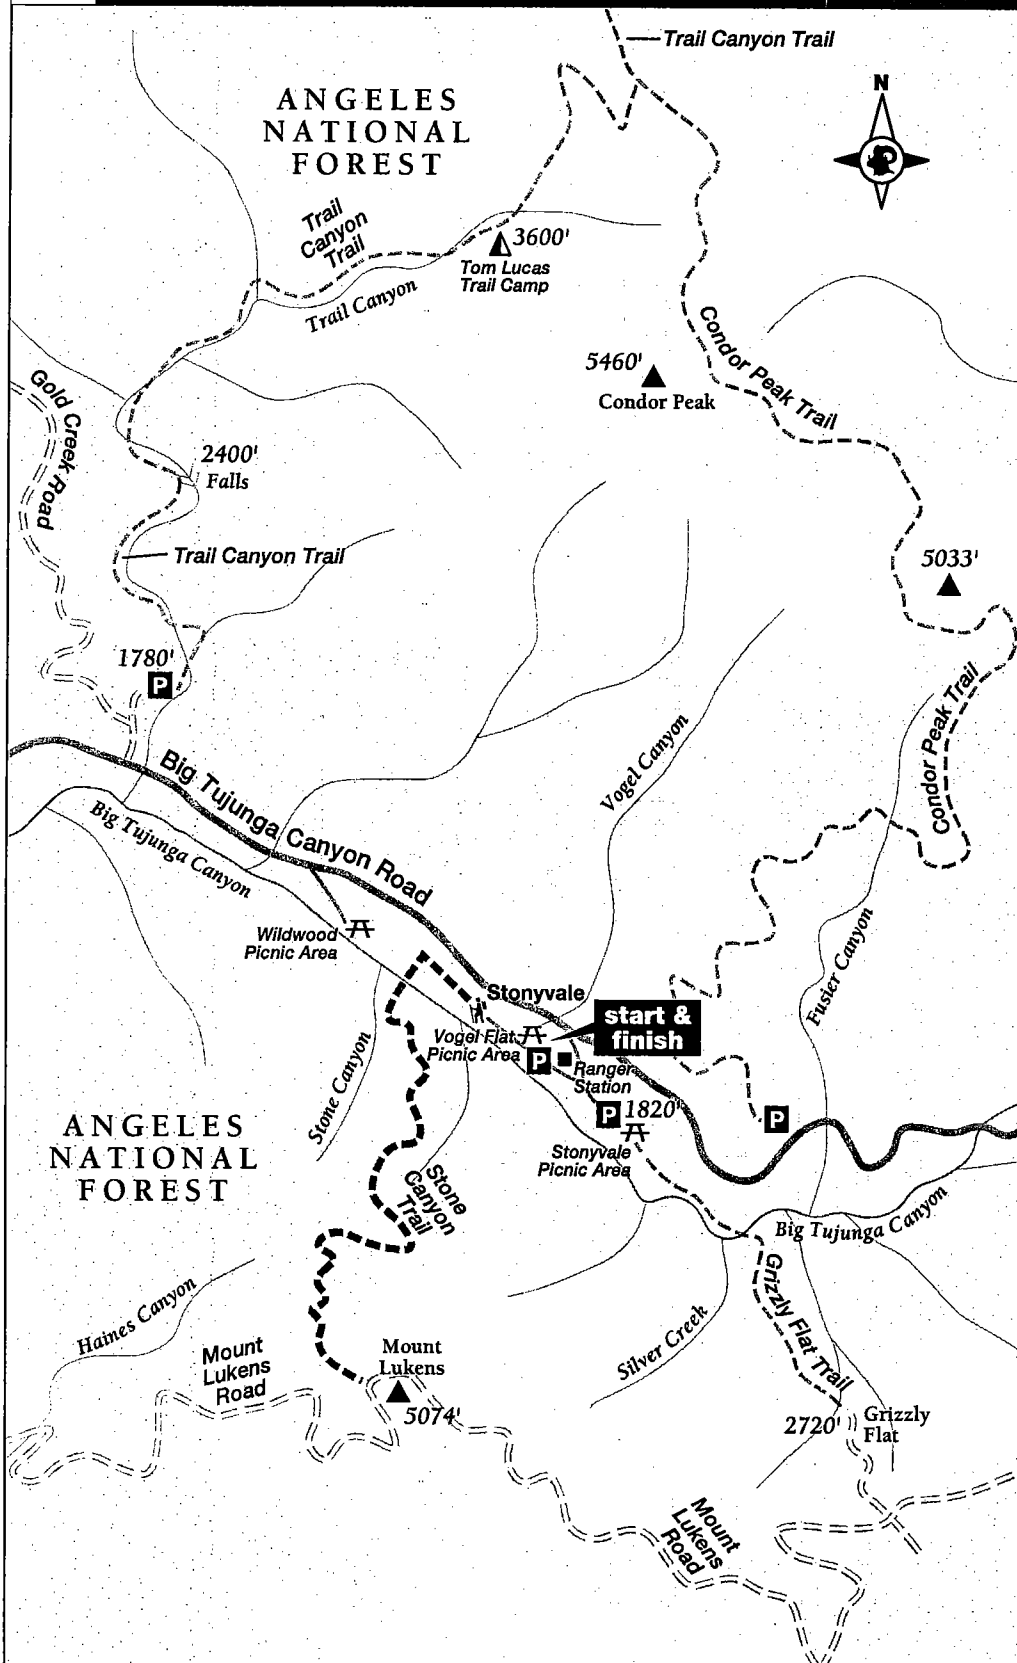 Trail Canyon Trail
N
ANGELES
NATIONAL
FOREST
Trail
Canyon
Trail
3600'
Tom Lucas
Trail Camp
Trail Canyon
Condor Peak Trail
5460'
Condor Peak
Gold Creek Road
2400'
Falls
Trail Canyon Trail
5033'
1780'
P
Condor Peak Trail
Vogel Canyon
Big Tujunga Canyon Road
Big Tujunga Canyon
Wildwood
Picnic Area
Fusier Canyon
Stonyvale
start &
finish
Vogel Flat
Picnic Area
P
Ranger
Station
P
1820'
P
Stonyvale
Picnic Area
Stone Canyon
ANGELES
NATIONAL
FOREST
Stone
Canyon
Trail
Big Tujunga Canyon
Grizzly Flat Trail
Haines Canyon
Silver Creek
Mount
Lukens
Road
Mount
Lukens
5074'
2720'
Grizzly
Flat
Mount
Lukens
Road